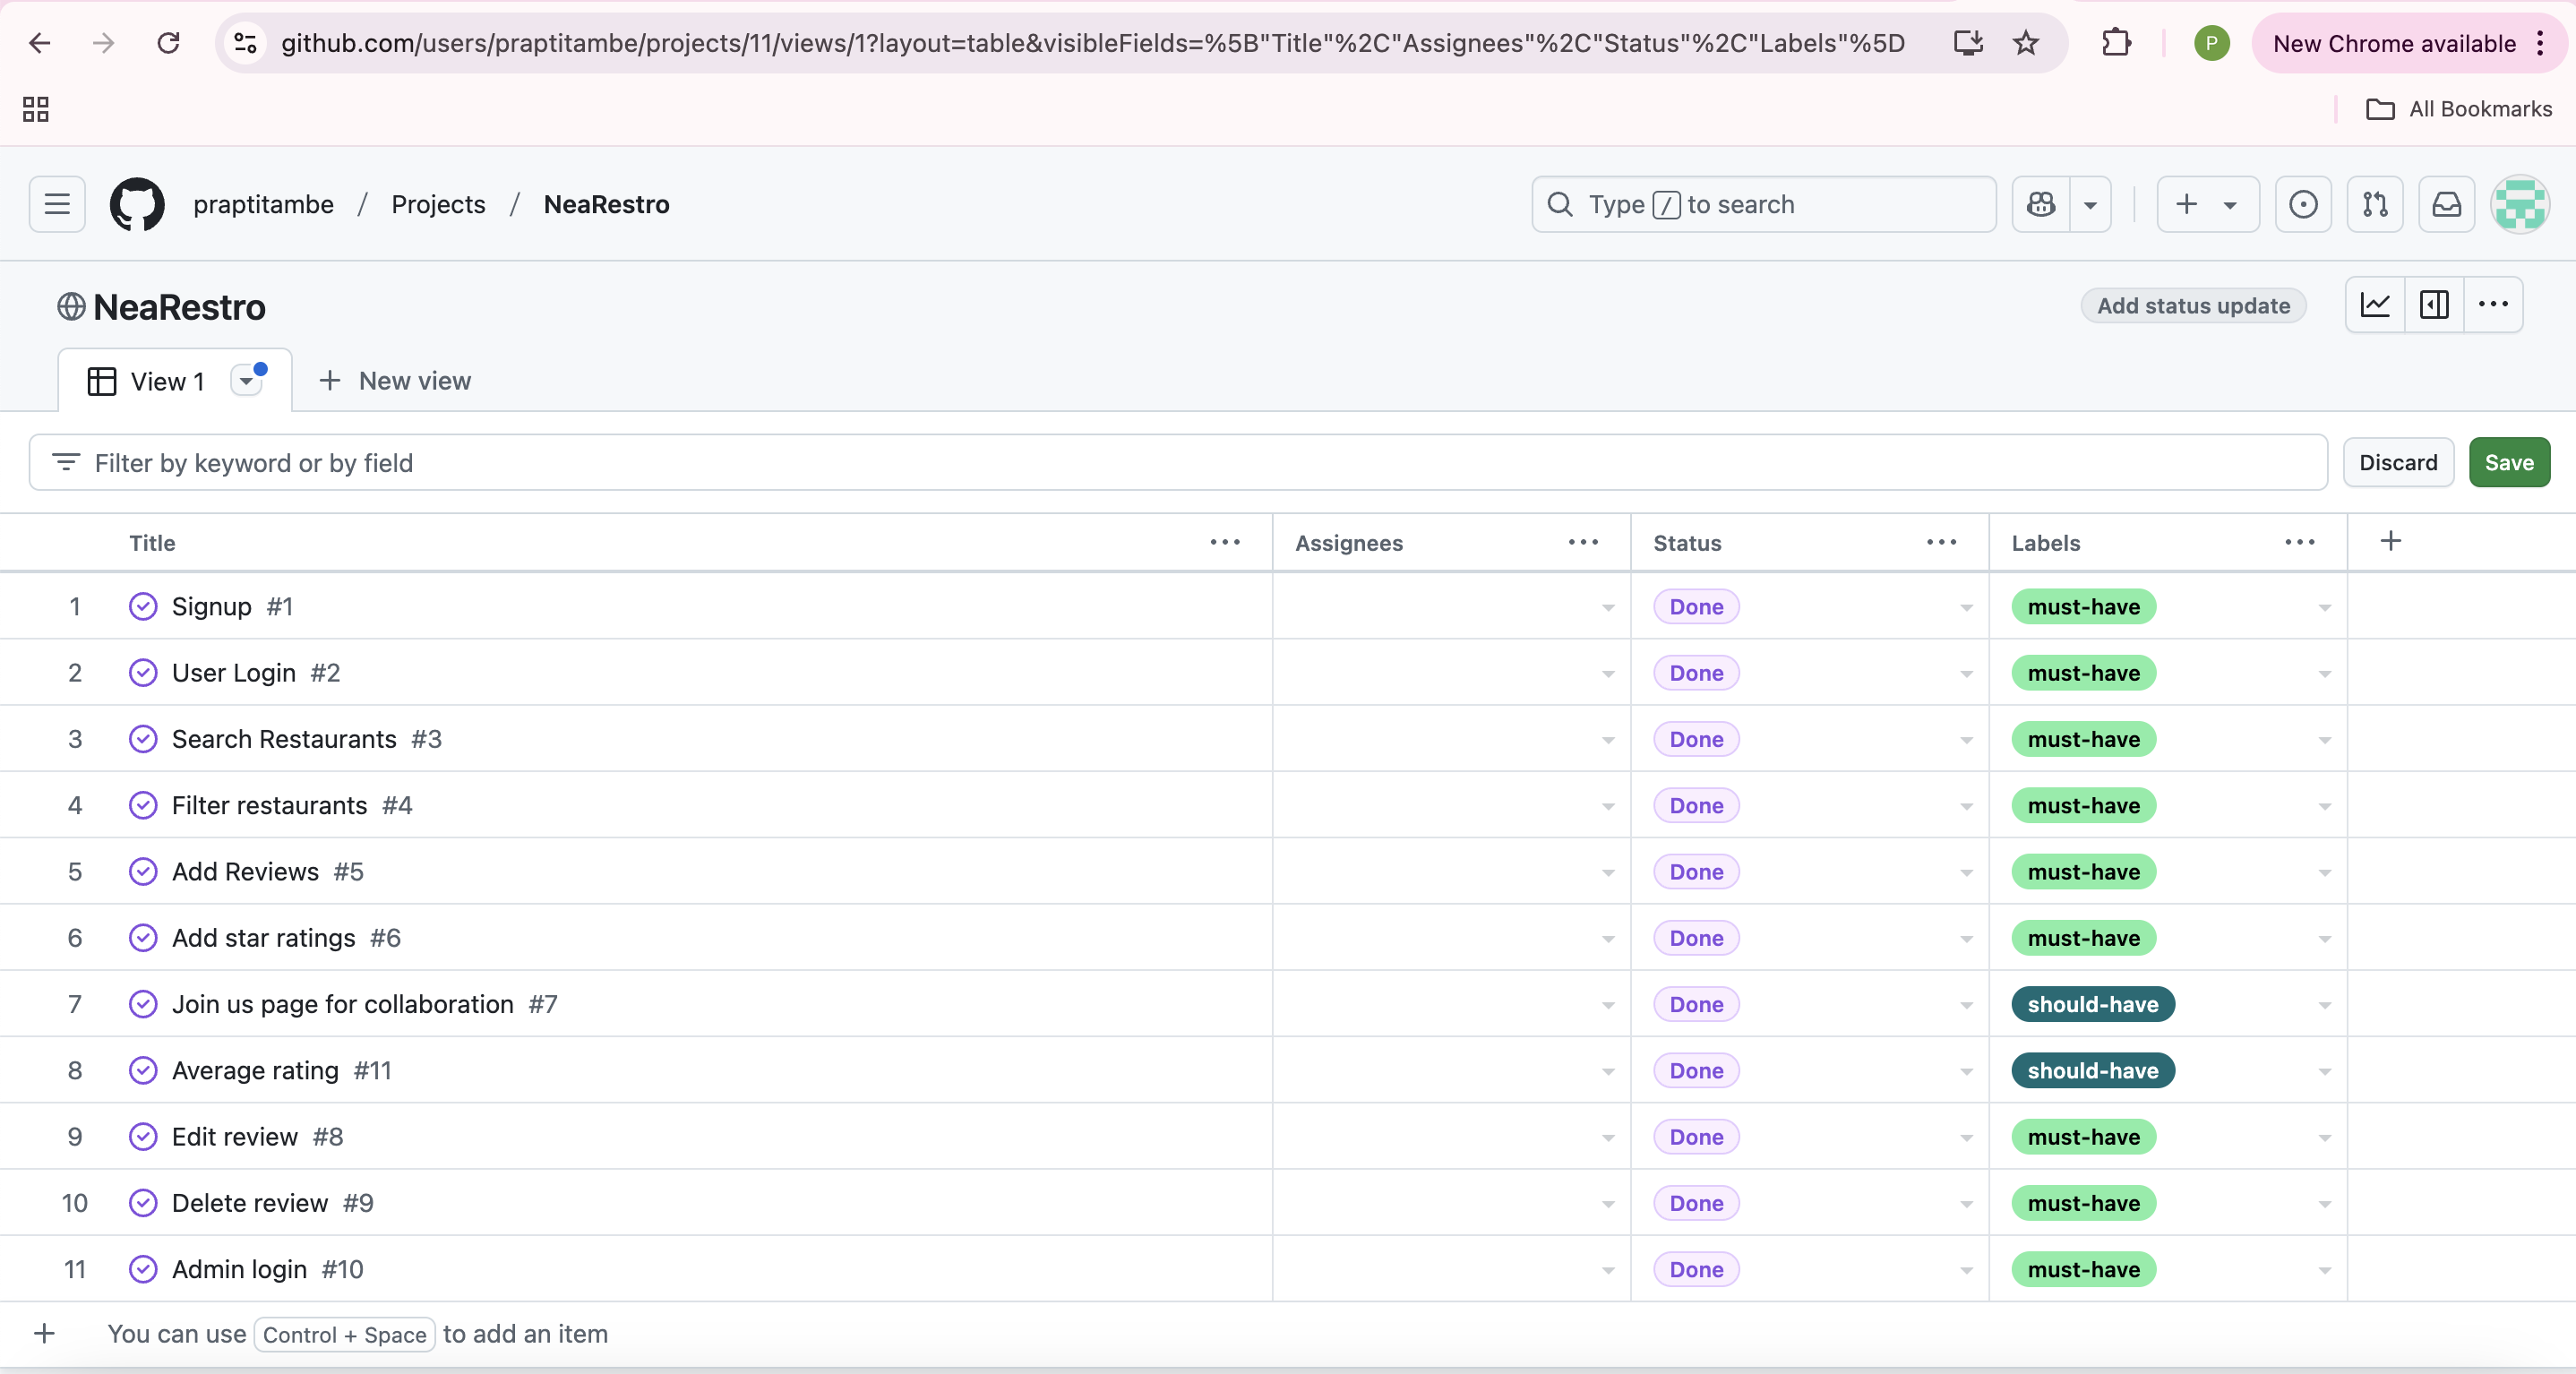 github.com/users/praptitambe/projects/11/views/1?layout=table&visibleFields=%5B"Title"%2C"Assignees"%2C"Status"%2C"Labels"%5D P New Chrome available
All Bookmarks
praptitambe / Projects / NeaRestro Type / to search
NeaRestro Add status update
View 1 New view
Filter by keyword or by field Discard Save
Title Assignees Status Labels
1 Signup #1 Done must-have
2 User Login #2 Done must-have
3 Search Restaurants #3 Done must-have
4 Filter restaurants #4 Done must-have
5 Add Reviews #5 Done must-have
6 Add star ratings #6 Done must-have
7 Join us page for collaboration #7 Done should-have
8 Average rating #11 Done should-have
9 Edit review #8 Done must-have
10 Delete review #9 Done must-have
11 Admin login #10 Done must-have
You can use Control + Space to add an item